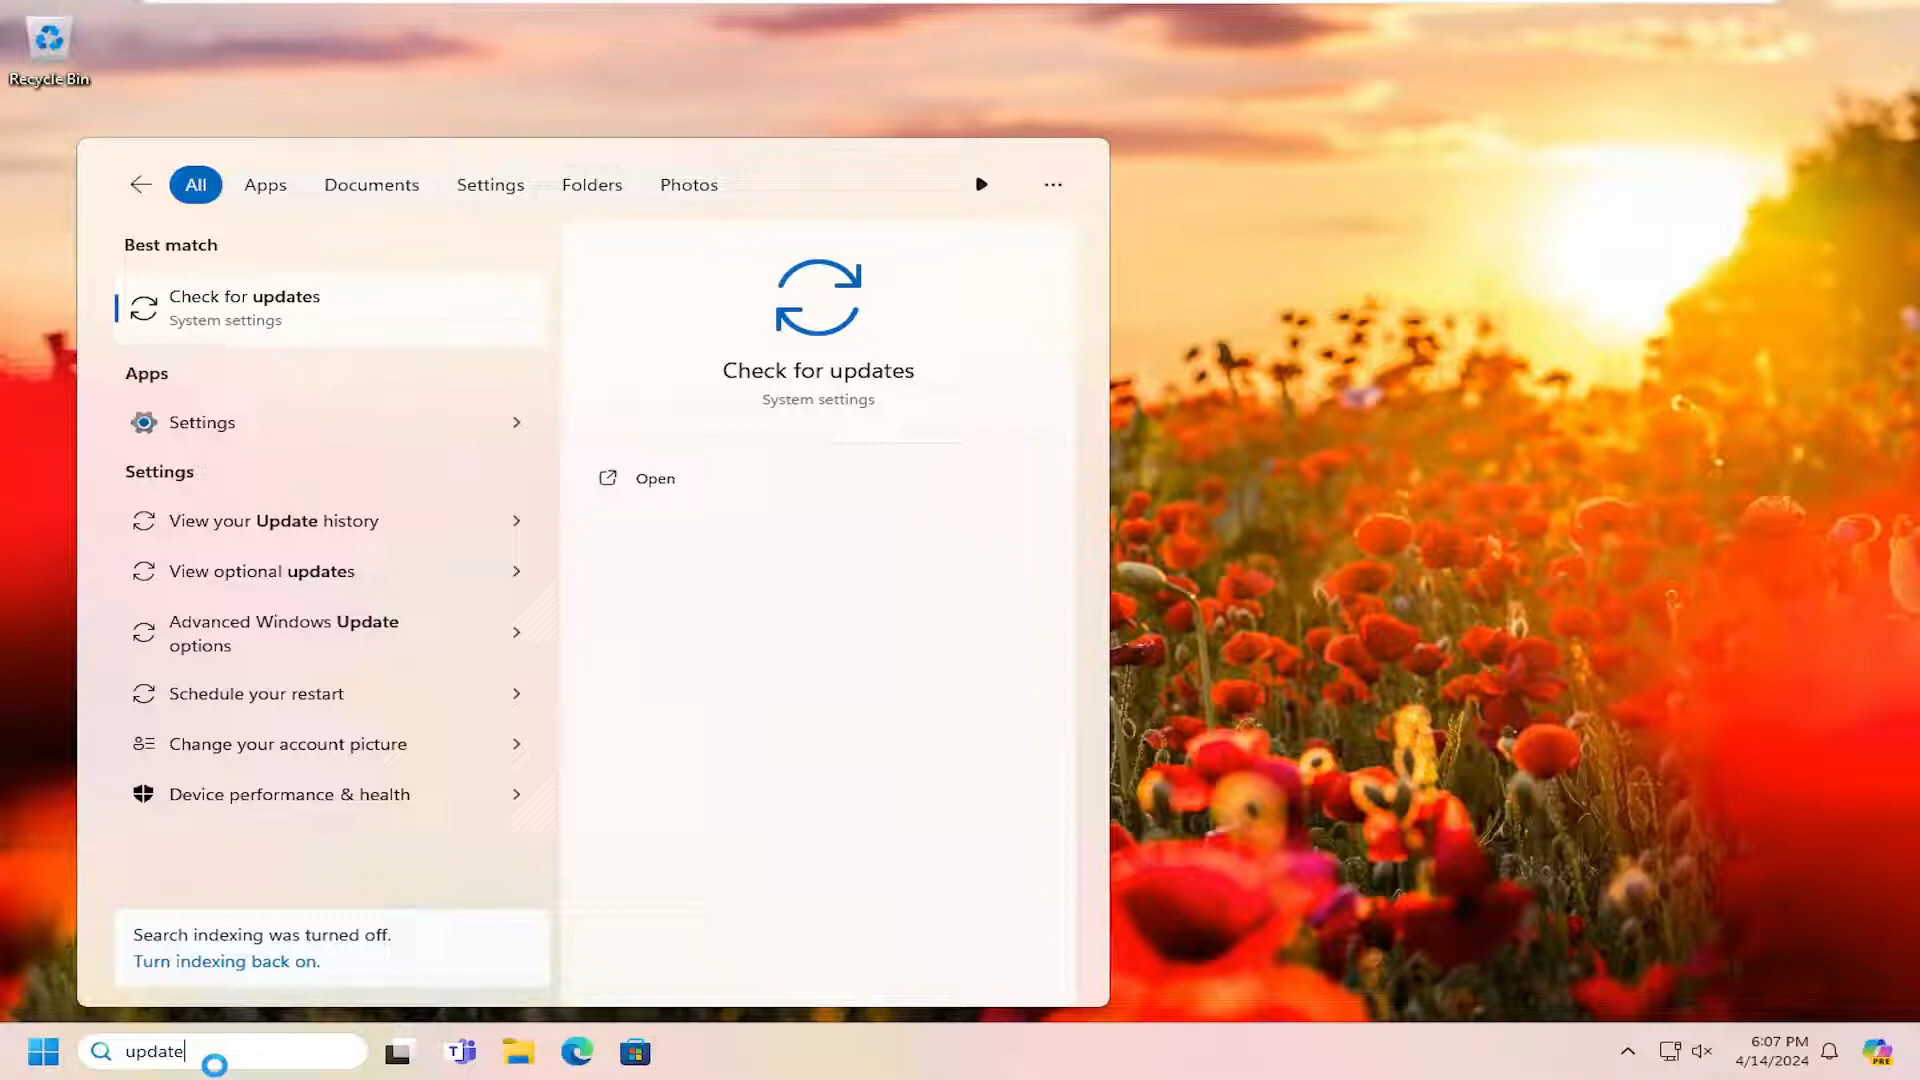 Recycle Bin
All Apps Documents Settings Folders Photos
Best match
Check for updates
System settings
Apps
Settings
Settings
View your Update history
View optional updates
Advanced Windows Update
options
Schedule your restart
Change your account picture
Device performance & health
Search indexing was turned off.
Turn indexing back on.
Check for updates
System settings
Open
update
6:07 PM
4/14/2024
PRE